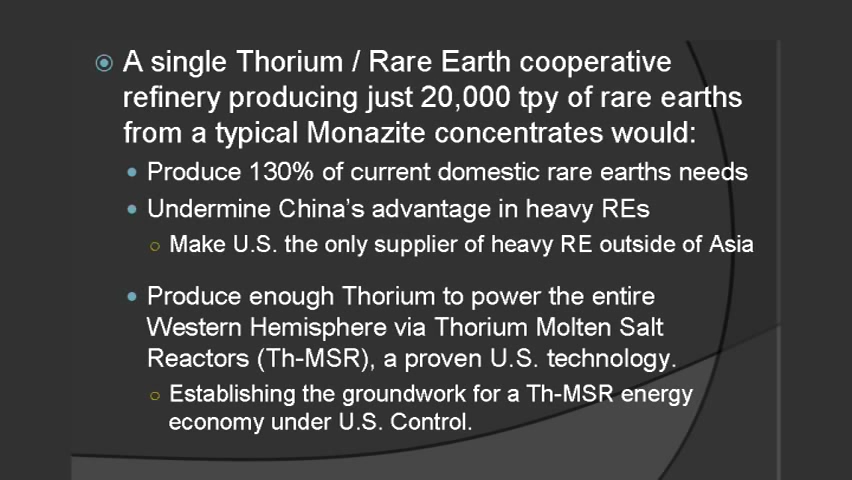 A single Thorium / Rare Earth cooperative
refinery producing just 20,000 tpy of rare earths
from a typical Monazite concentrates would:
Produce 130% of current domestic rare earths needs
Undermine China's advantage in heavy REs
Make U.S. the only supplier of heavy RE outside of Asia
Produce enough Thorium to power the entire
Western Hemisphere via Thorium Molten Salt
Reactors (Th-MSR), a proven U.S. technology.
Establishing the groundwork for a Th-MSR energy
economy under U.S. Control.